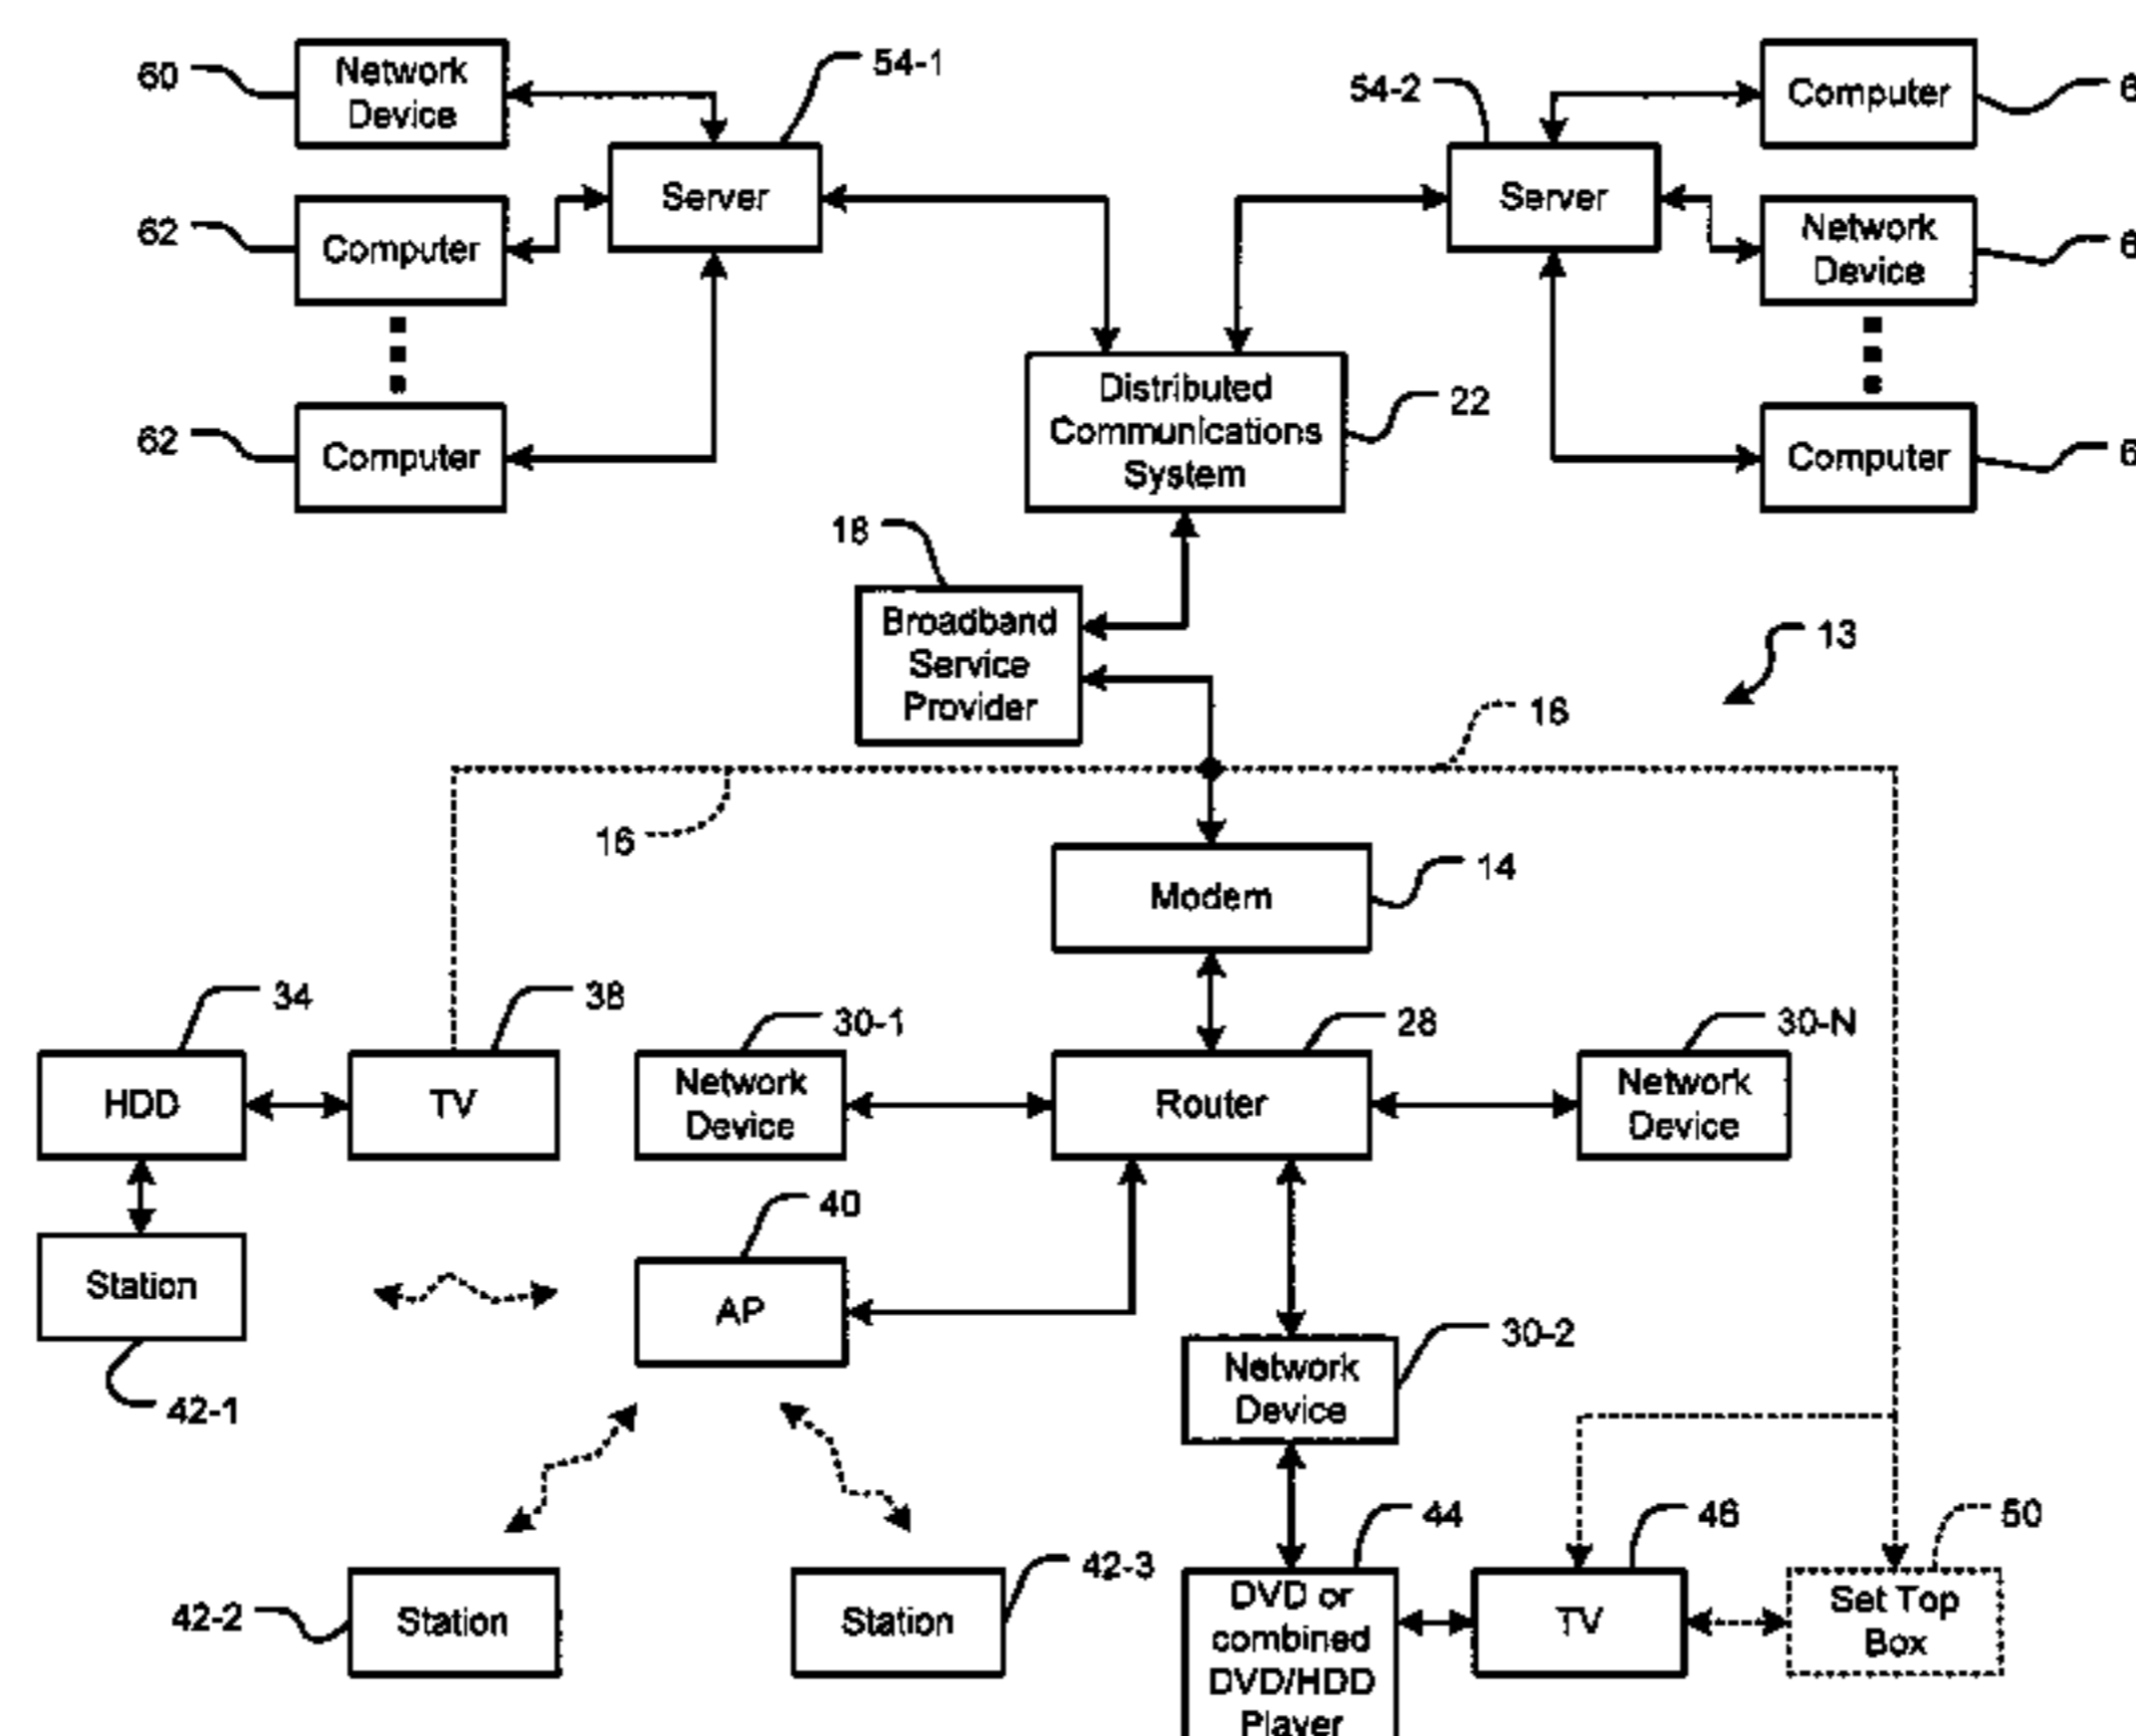 60
Network
Device
54-1
54-2
Computer
6
Server
Server
62
Computer
Network
Device
6
Distributed
Communications
System
22
62
Computer
Computer
6
18
Broadband
Service
Provider
13
16
16
Modem
14
34
38
30-1
28
30-N
HDD
TV
Network
Device
Router
Network
Device
40
Station
AP
30-2
Network
Device
42-1
44
46
50
42-3
42-2
Station
Station
DVD or
combined
DVD/HDD
Player
TV
Set Top
Box